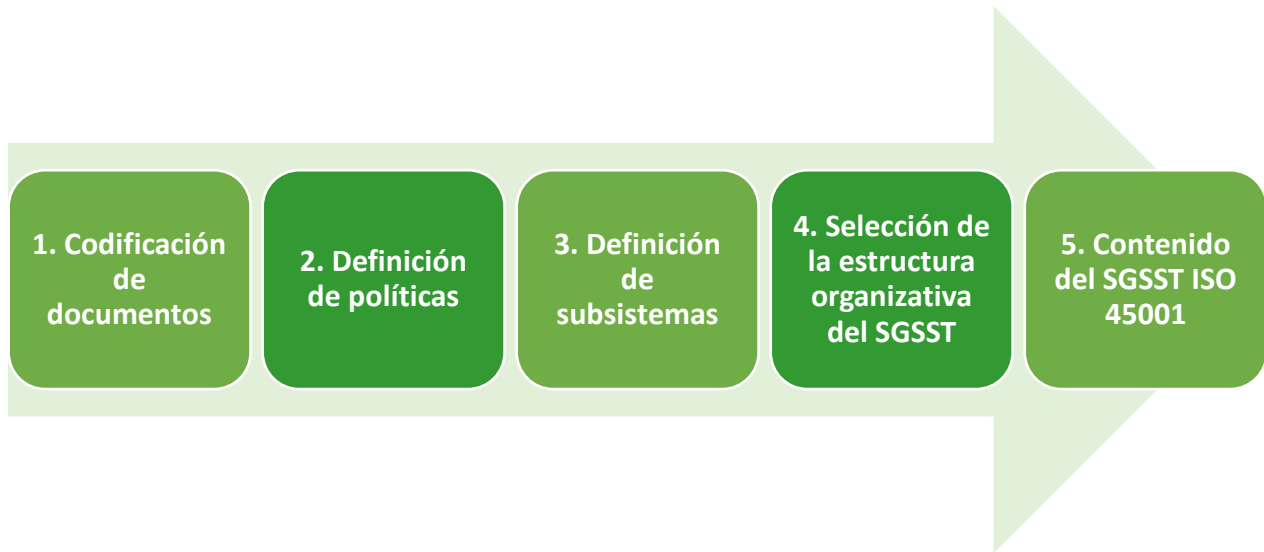 1. Codificación
de
documentos
2. Definición
de políticas
3. Definición
de
subsistemas
4. Selección de
la estructura
organizativa
del SGSST
5. Contenido
del SGSST ISO
45001